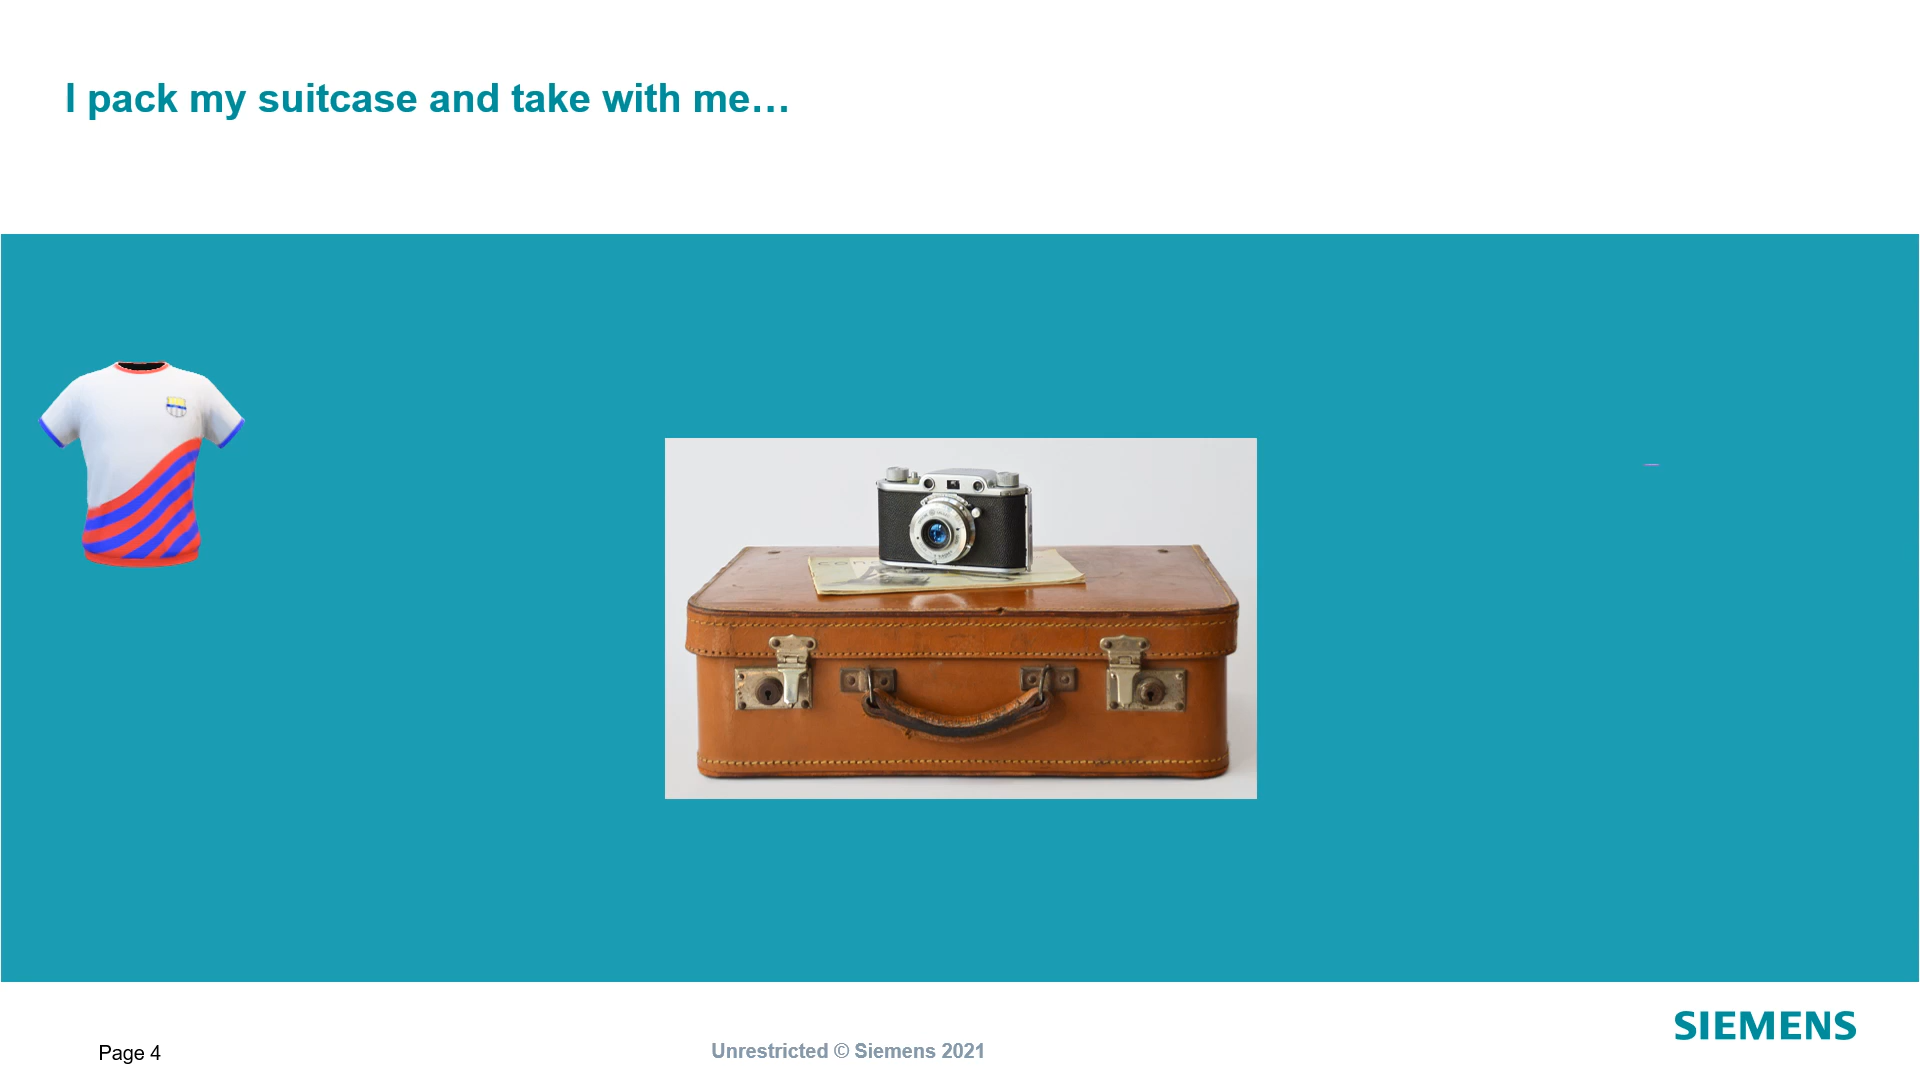 I pack my suitcase and take with me…
SIEMENS
Page 4
Unrestricted © Siemens 2021